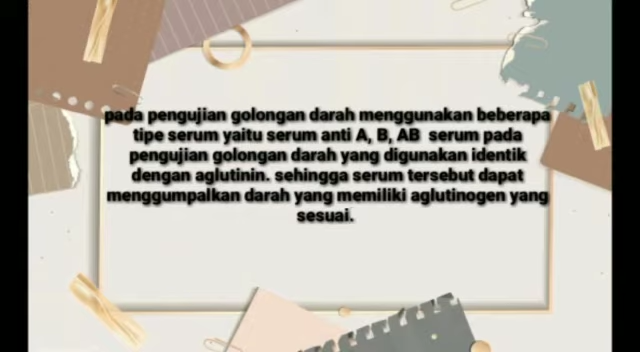 pada pengujian golongan darah menggunakan beberapa
tipe serum yaitu serum anti A, B, AB serum pada
pengujian golongan darah yang digunakan identik
dengan aglutinin. sehingga serum tersebut dapat
menggumpalkan darah yang memiliki aglutinogen yang
sesuai.